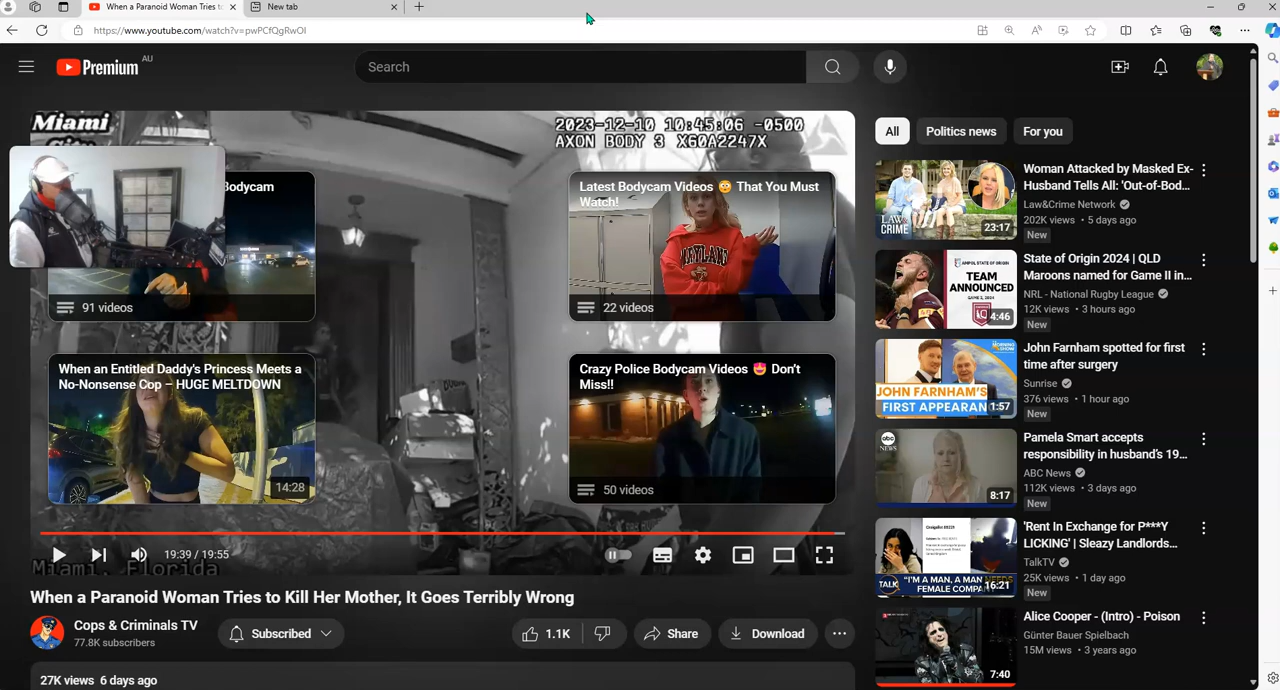 When a Paranoid Woman Tries to
New tab
https://www.youtube.com/watch?v=pwPCfQgRwOI
Premium AU
Search
Miami
2023-12-10 10:45:06 -0500
AXON BODY 3 X60A2247X
Bodycam
91 videos
Latest Bodycam Videos 😳 That You Must
Watch!
22 videos
When an Entitled Daddy's Princess Meets a
No-Nonsense Cop – HUGE MELTDOWN
14:28
Crazy Police Bodycam Videos 🤩 Don't
Miss!!
50 videos
19:39 / 19:55
Miami, Florida
When a Paranoid Woman Tries to Kill Her Mother, It Goes Terribly Wrong
Cops & Criminals TV
77.8K subscribers
Subscribed
1.1K
Share
Download
27K views 6 days ago
All
Politics news
For you
LAW&
CRIME
23:17
Woman Attacked by Masked Ex-
Husband Tells All: 'Out-of-Bod...
Law&Crime Network
202K views • 5 days ago
New
TEAM
ANNOUNCED
4:46
State of Origin 2024 | QLD
Maroons named for Game II in...
NRL - National Rugby League
12K views • 3 hours ago
New
JOHN FARNHAM'S
FIRST APPEARAN
1:57
John Farnham spotted for first
time after surgery
Sunrise
376 views • 1 hour ago
New
abc
NEWS
8:17
Pamela Smart accepts
responsibility in husband's 19...
ABC News
112K views • 3 days ago
New
TALK
"I'M A MAN, A MAN NEEDS
FEMALE COMP
16:21
'Rent In Exchange for P***Y
LICKING' | Sleazy Landlords...
TalkTV
25K views • 1 day ago
New
7:40
Alice Cooper - (Intro) - Poison
Günter Bauer Spielbach
15M views • 3 years ago